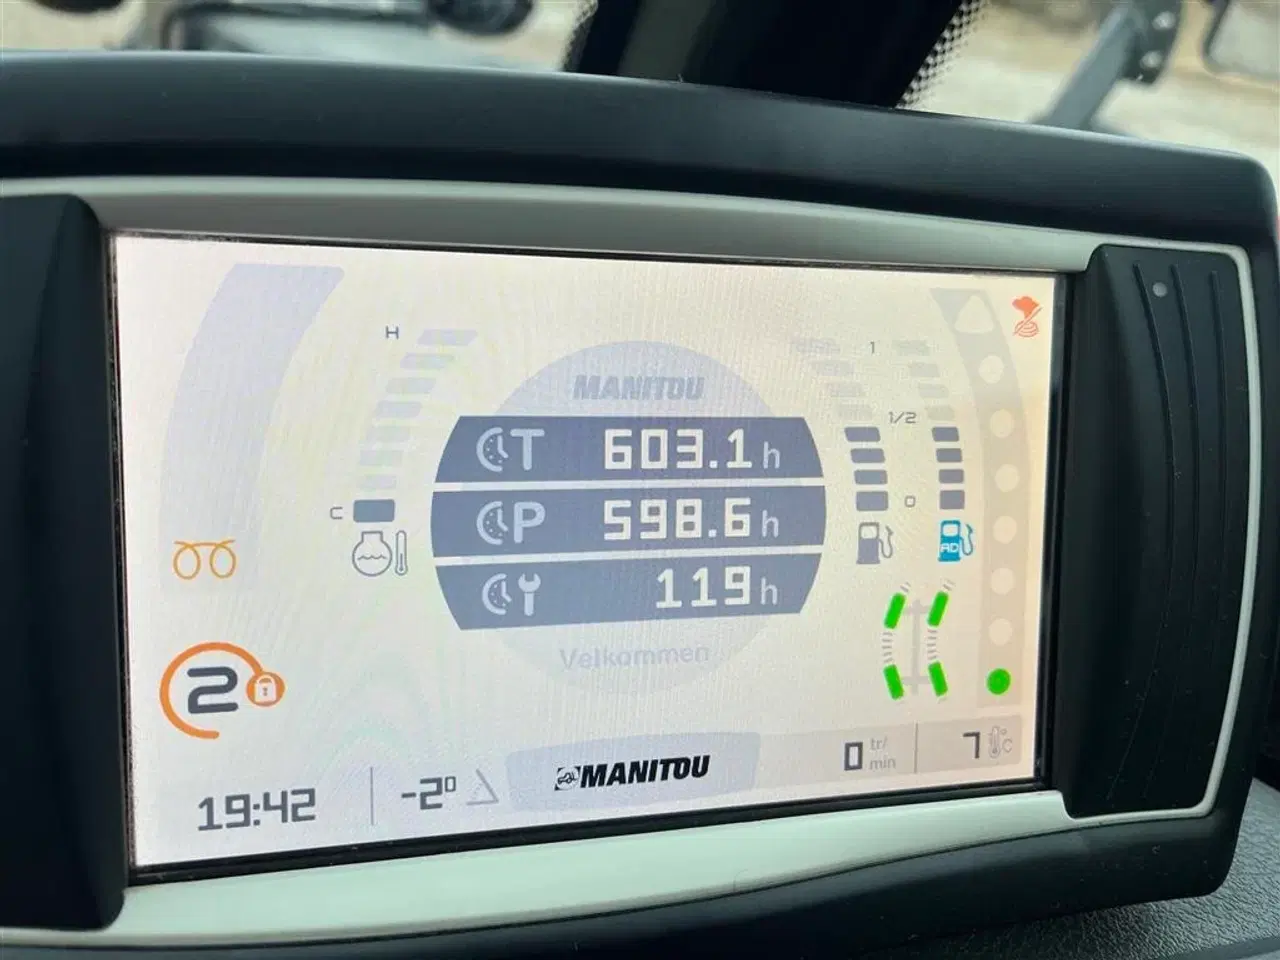 H
1
MANITOU
1/2
T 603.1 h
C
0
P 598.6 h
AD
119 h
Velkommen
2
0 tr/min
7 °C
19:42
-2°
MANITOU